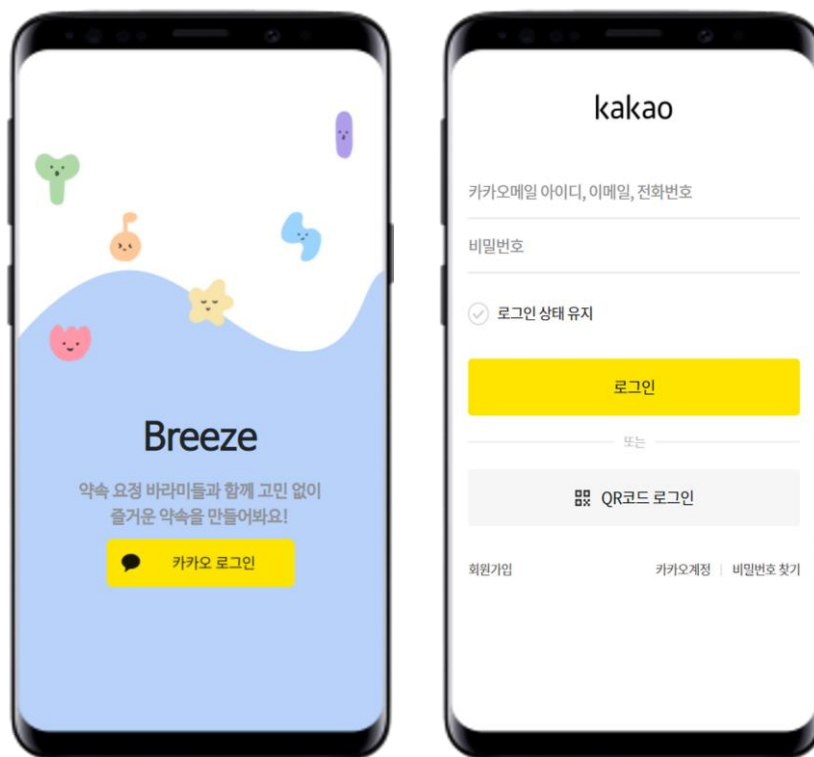 Breeze
약속 요정 바라미들과 함께 고민 없이
즐거운 약속을 만들어봐요!
카카오 로그인
kakao
카카오메일 아이디, 이메일, 전화번호
비밀번호
로그인 상태 유지
로그인
또는
QR코드 로그인
회원가입 카카오계정 | 비밀번호 찾기